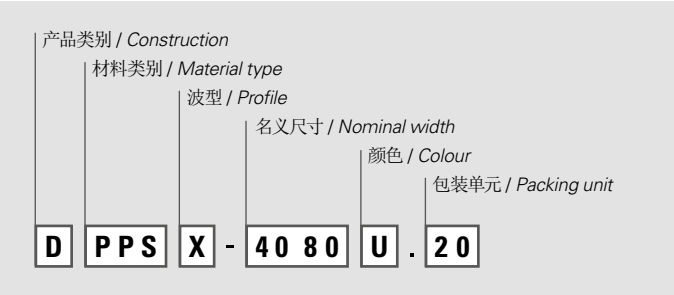 产品类别 / Construction
材料类别 / Material type
波型 / Profile
名义尺寸 / Nominal width
颜色 / Colour
包装单元 / Packing unit
D PPS X - 40 80 U . 20